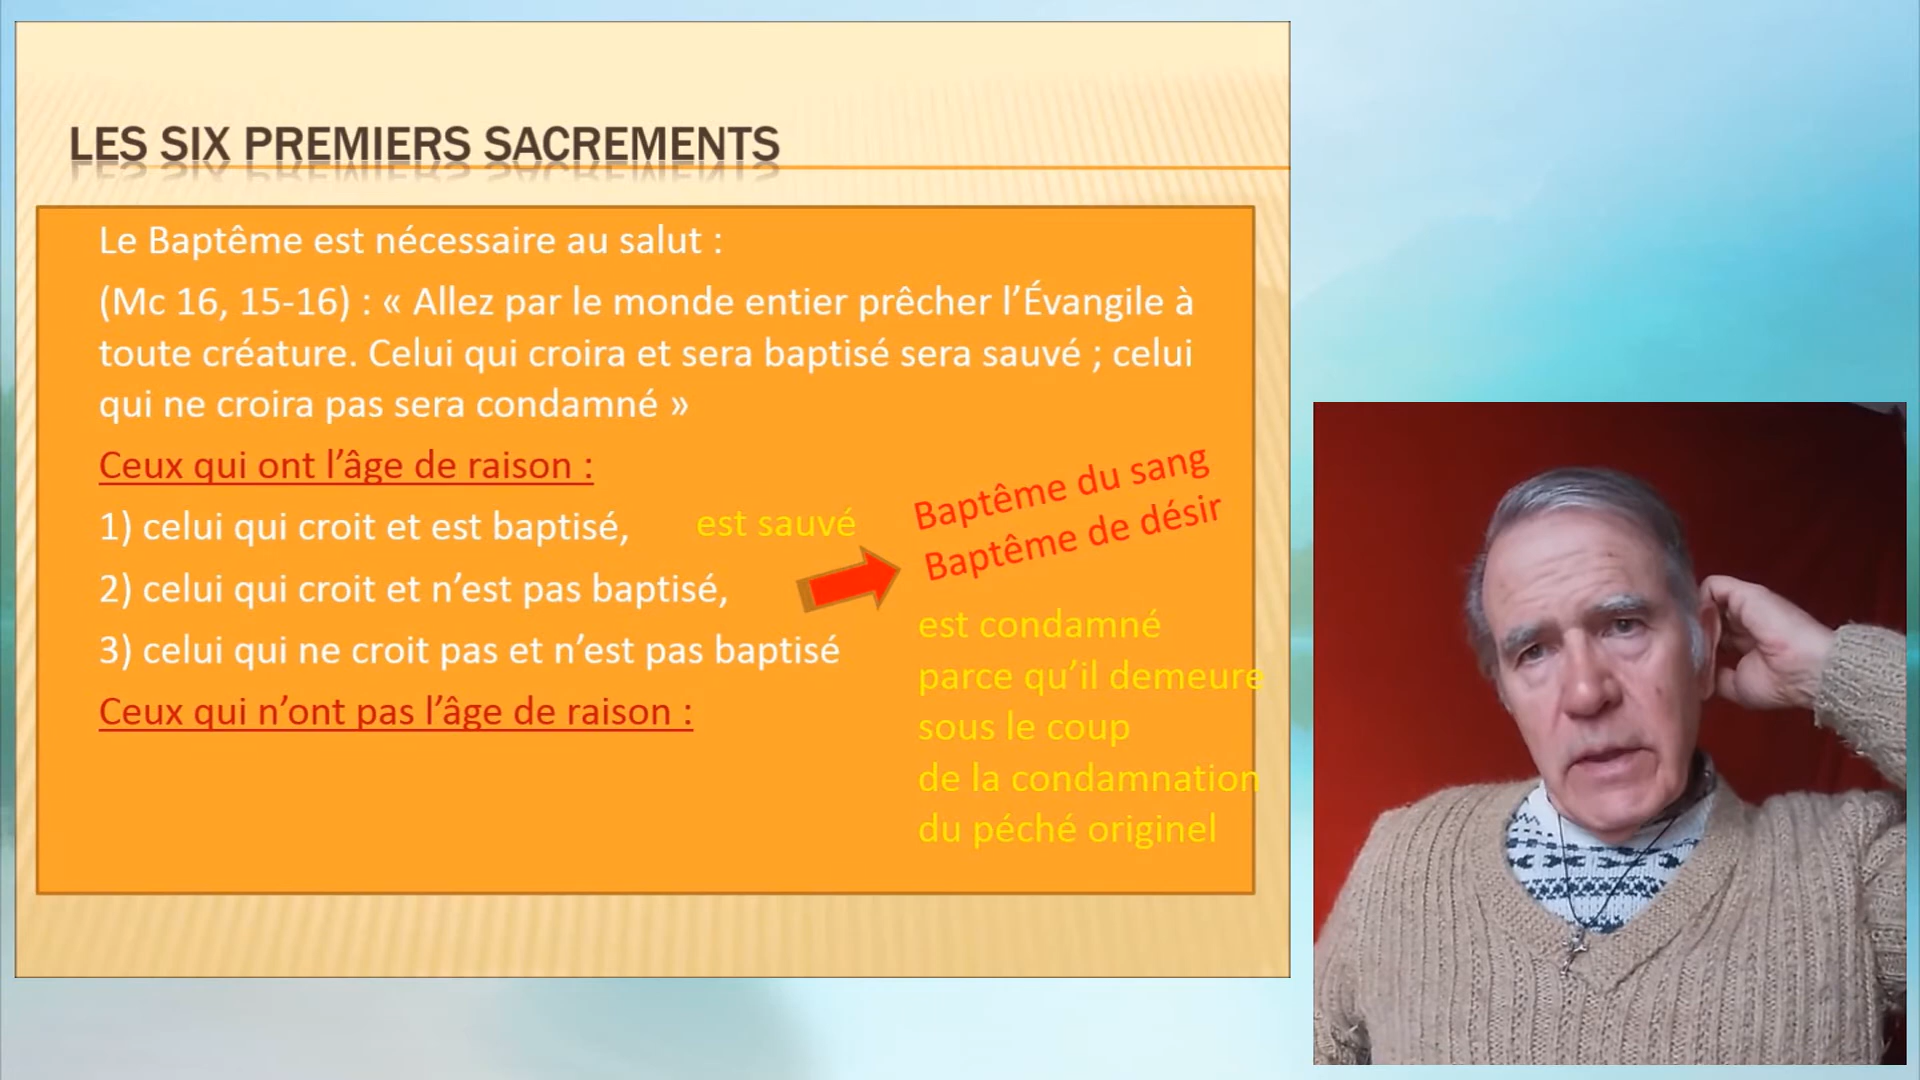 LES SIX PREMIERS SACREMENTS
Le Baptême est nécessaire au salut :
(Mc 16, 15-16) : « Allez par le monde entier prêcher l’Évangile à
toute créature. Celui qui croira et sera baptisé sera sauvé ; celui
qui ne croira pas sera condamné »
Ceux qui ont l’âge de raison :
1) celui qui croit et est baptisé, est sauvé
Baptême du sang
Baptême de désir
2) celui qui croit et n’est pas baptisé,
3) celui qui ne croit pas et n’est pas baptisé
est condamné
parce qu’il demeure
sous le coup
de la condamnation
du péché originel
Ceux qui n’ont pas l’âge de raison :